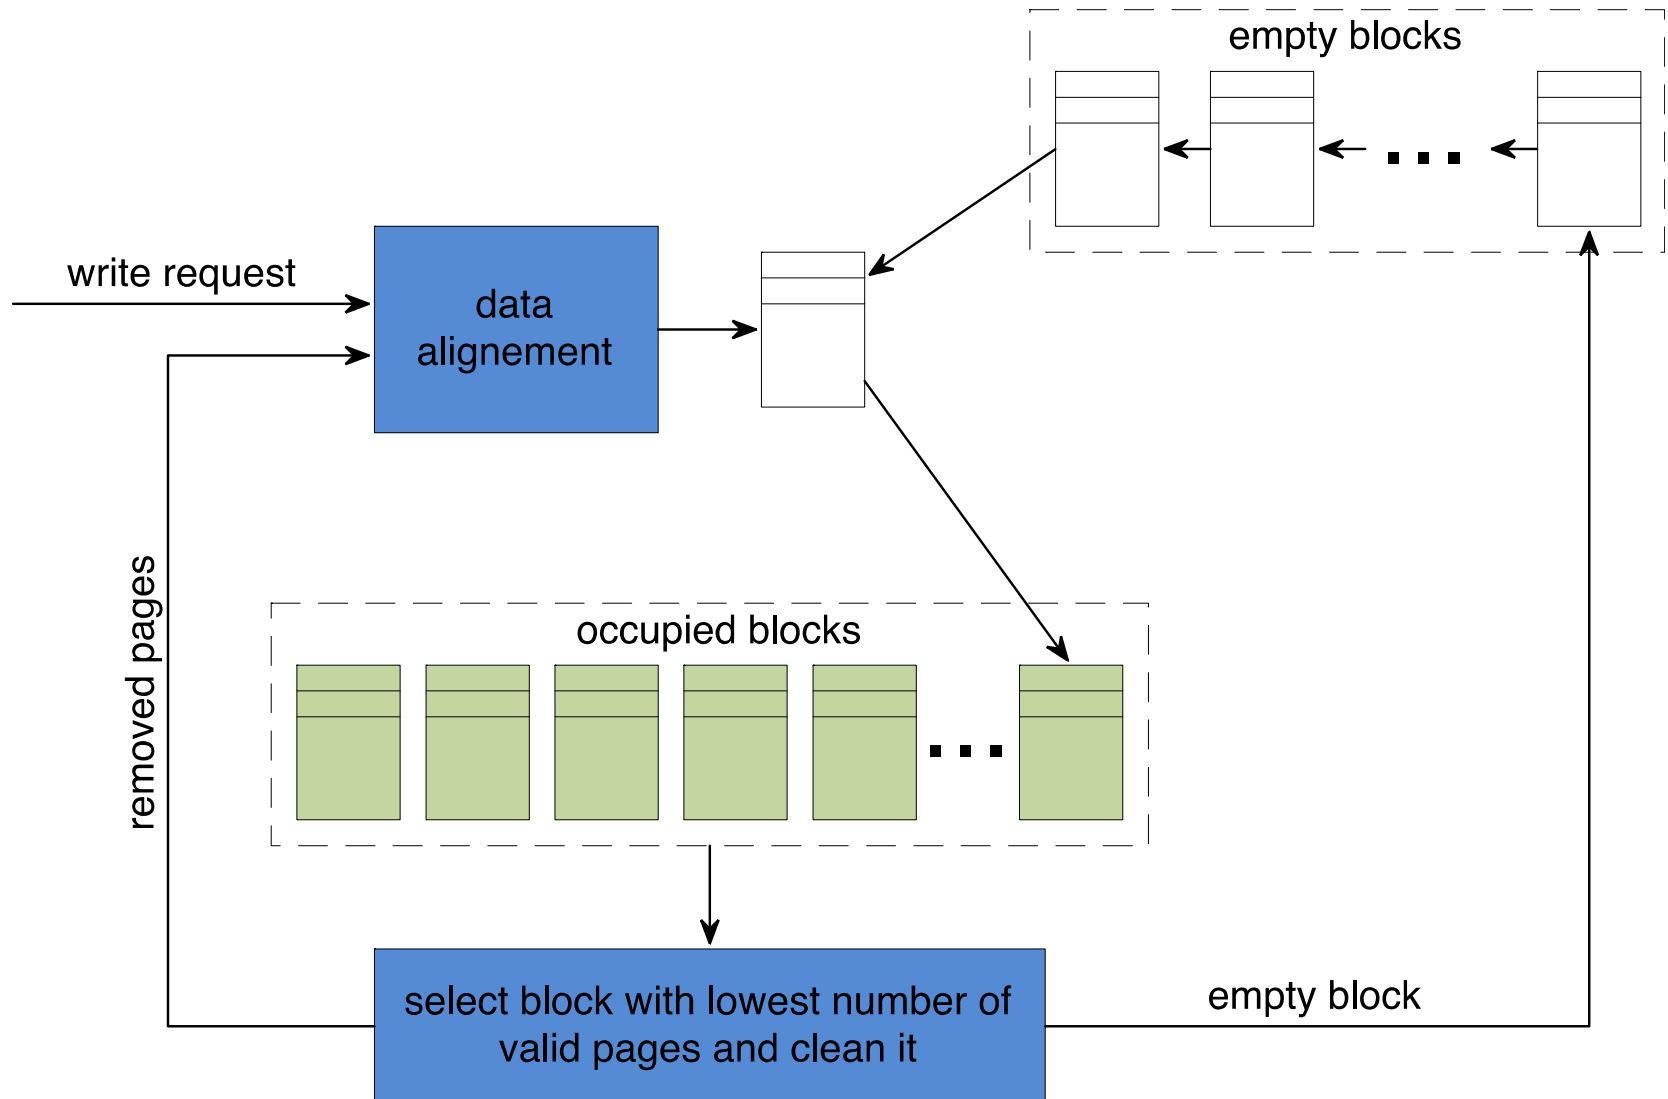 empty blocks
write request
data
alignement
removed pages
occupied blocks
select block with lowest number of
valid pages and clean it
empty block